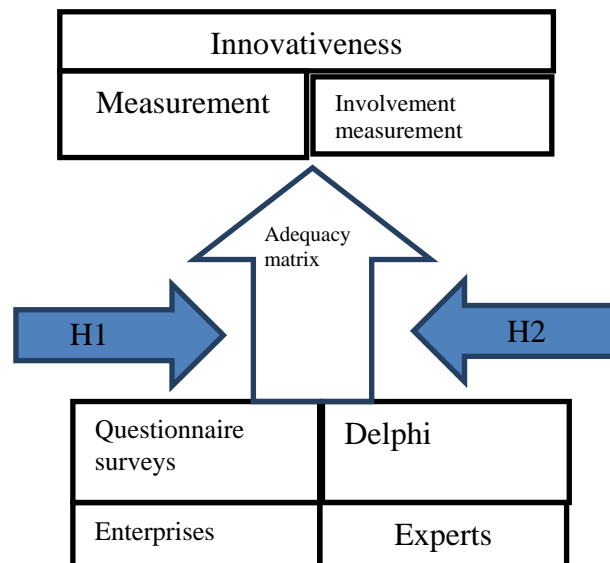 Innovativeness
Measurement
Involvement
measurement
Adequacy
matrix
H1
H2
Questionnaire
surveys
Delphi
Enterprises
Experts